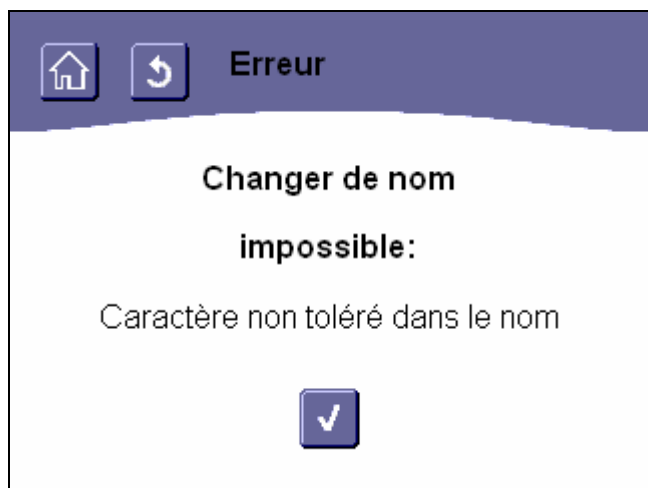 Erreur
Changer de nom
impossible:
Caractère non toléré dans le nom